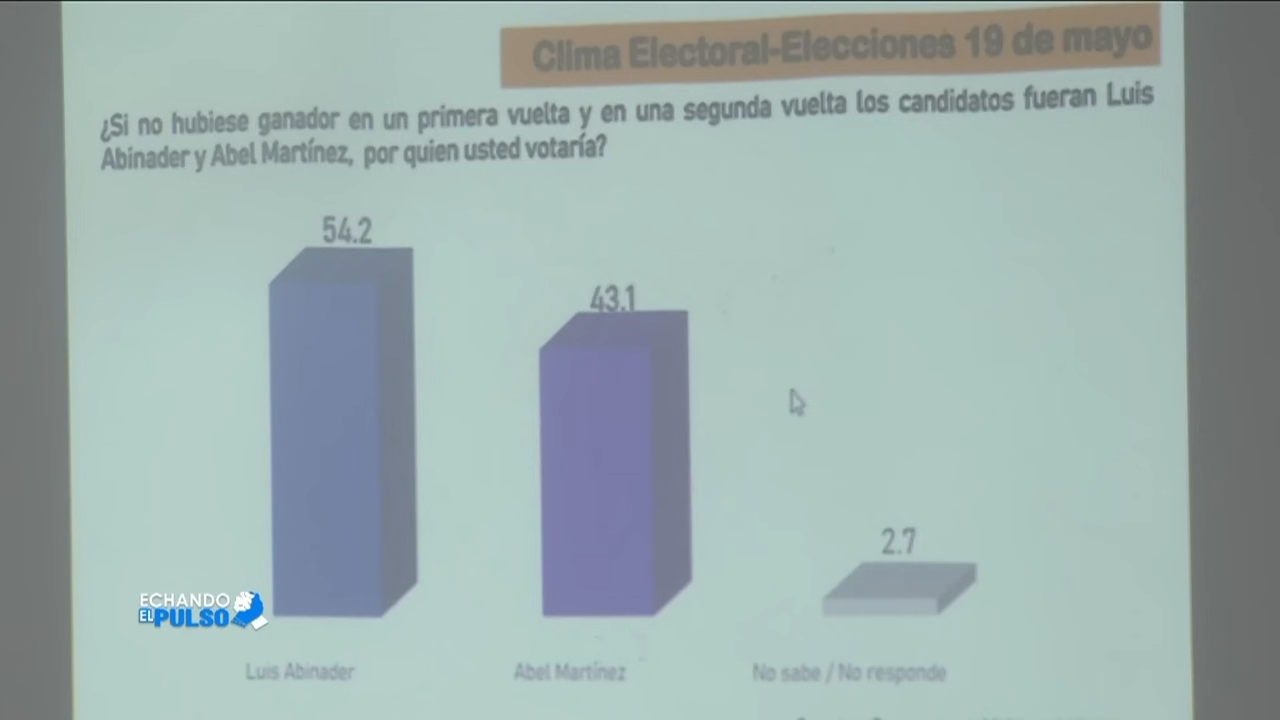 Clima Electoral-Elecciones 19 de mayo
¿Si no hubiese ganador en un primera vuelta y en una segunda vuelta los candidatos fueran Luis
Abinader y Abel Martínez, por quien usted votaría?
54.2
43.1
2.7
ECHANDO
EL PULSO
Luis Abinader
Abel Martínez
No sabe / No responde